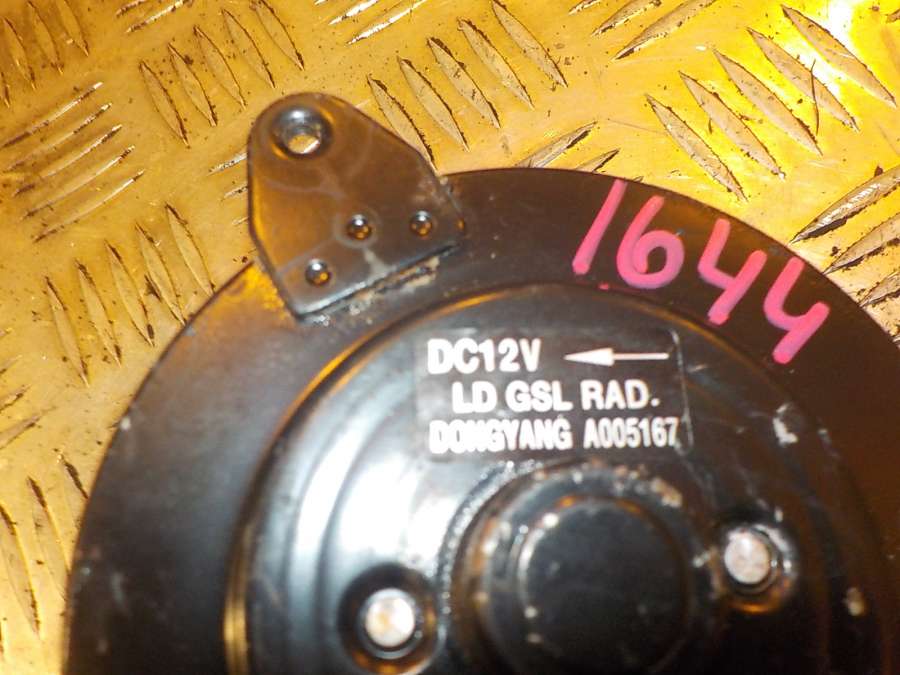 1644
DC12V
LD GSL RAD.
DONGYANG A005167